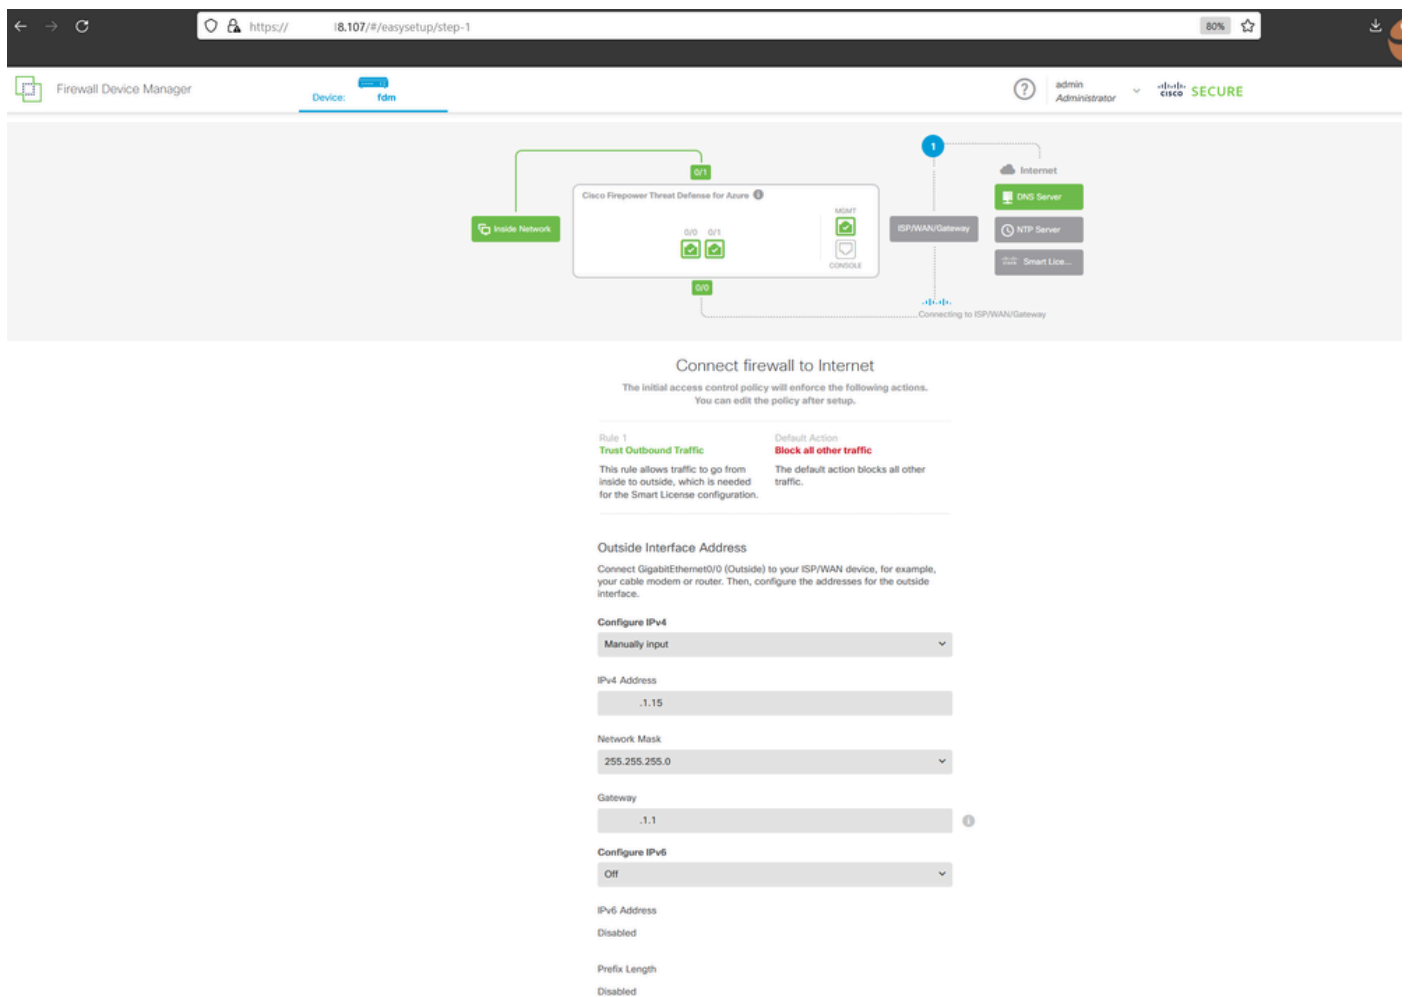 https:// 8.107/#/easysetup/step-1
80%
Firewall Device Manager
Device: fdm
?
admin
Administrator
CISCO SECURE
1
0/1
Internet
Cisco Firepower Threat Defense for Azure
DNS Server
MGMT
Inside Network
0/0 0/1
ISP/WAN/Gateway
NTP Server
CONSOLE
Smart Lice...
0/0
Connecting to ISP/WAN/Gateway
Connect firewall to Internet
The initial access control policy will enforce the following actions.
You can edit the policy after setup.
Rule 1
Trust Outbound Traffic
This rule allows traffic to go from
inside to outside, which is needed
for the Smart License configuration.
Default Action
Block all other traffic
The default action blocks all other
traffic.
Outside Interface Address
Connect GigabitEthernet0/0 (Outside) to your ISP/WAN device, for example,
your cable modem or router. Then, configure the addresses for the outside
interface.
Configure IPv4
Manually input
IPv4 Address
.1.15
Network Mask
255.255.255.0
Gateway
.1.1
Configure IPv6
Off
IPv6 Address
Disabled
Prefix Length
Disabled